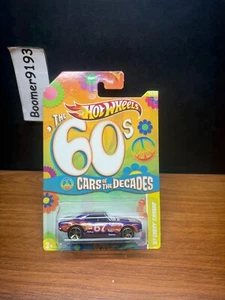 Boomer9193
Hot Wheels
'THE
60s
CARS OF THE DECADES
67